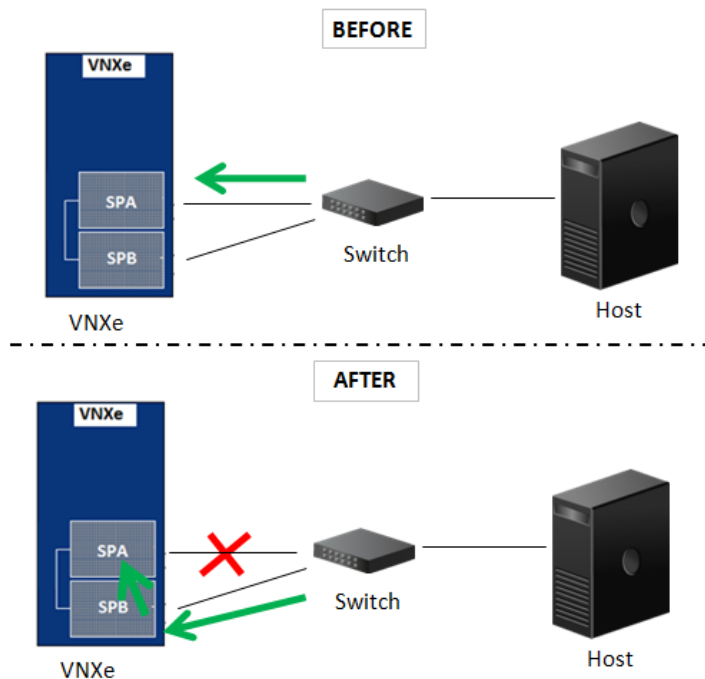 BEFORE
VNXe
SPA
SPB
Switch
Host
VNXe
AFTER
VNXe
SPA
SPB
Switch
Host
VNXe